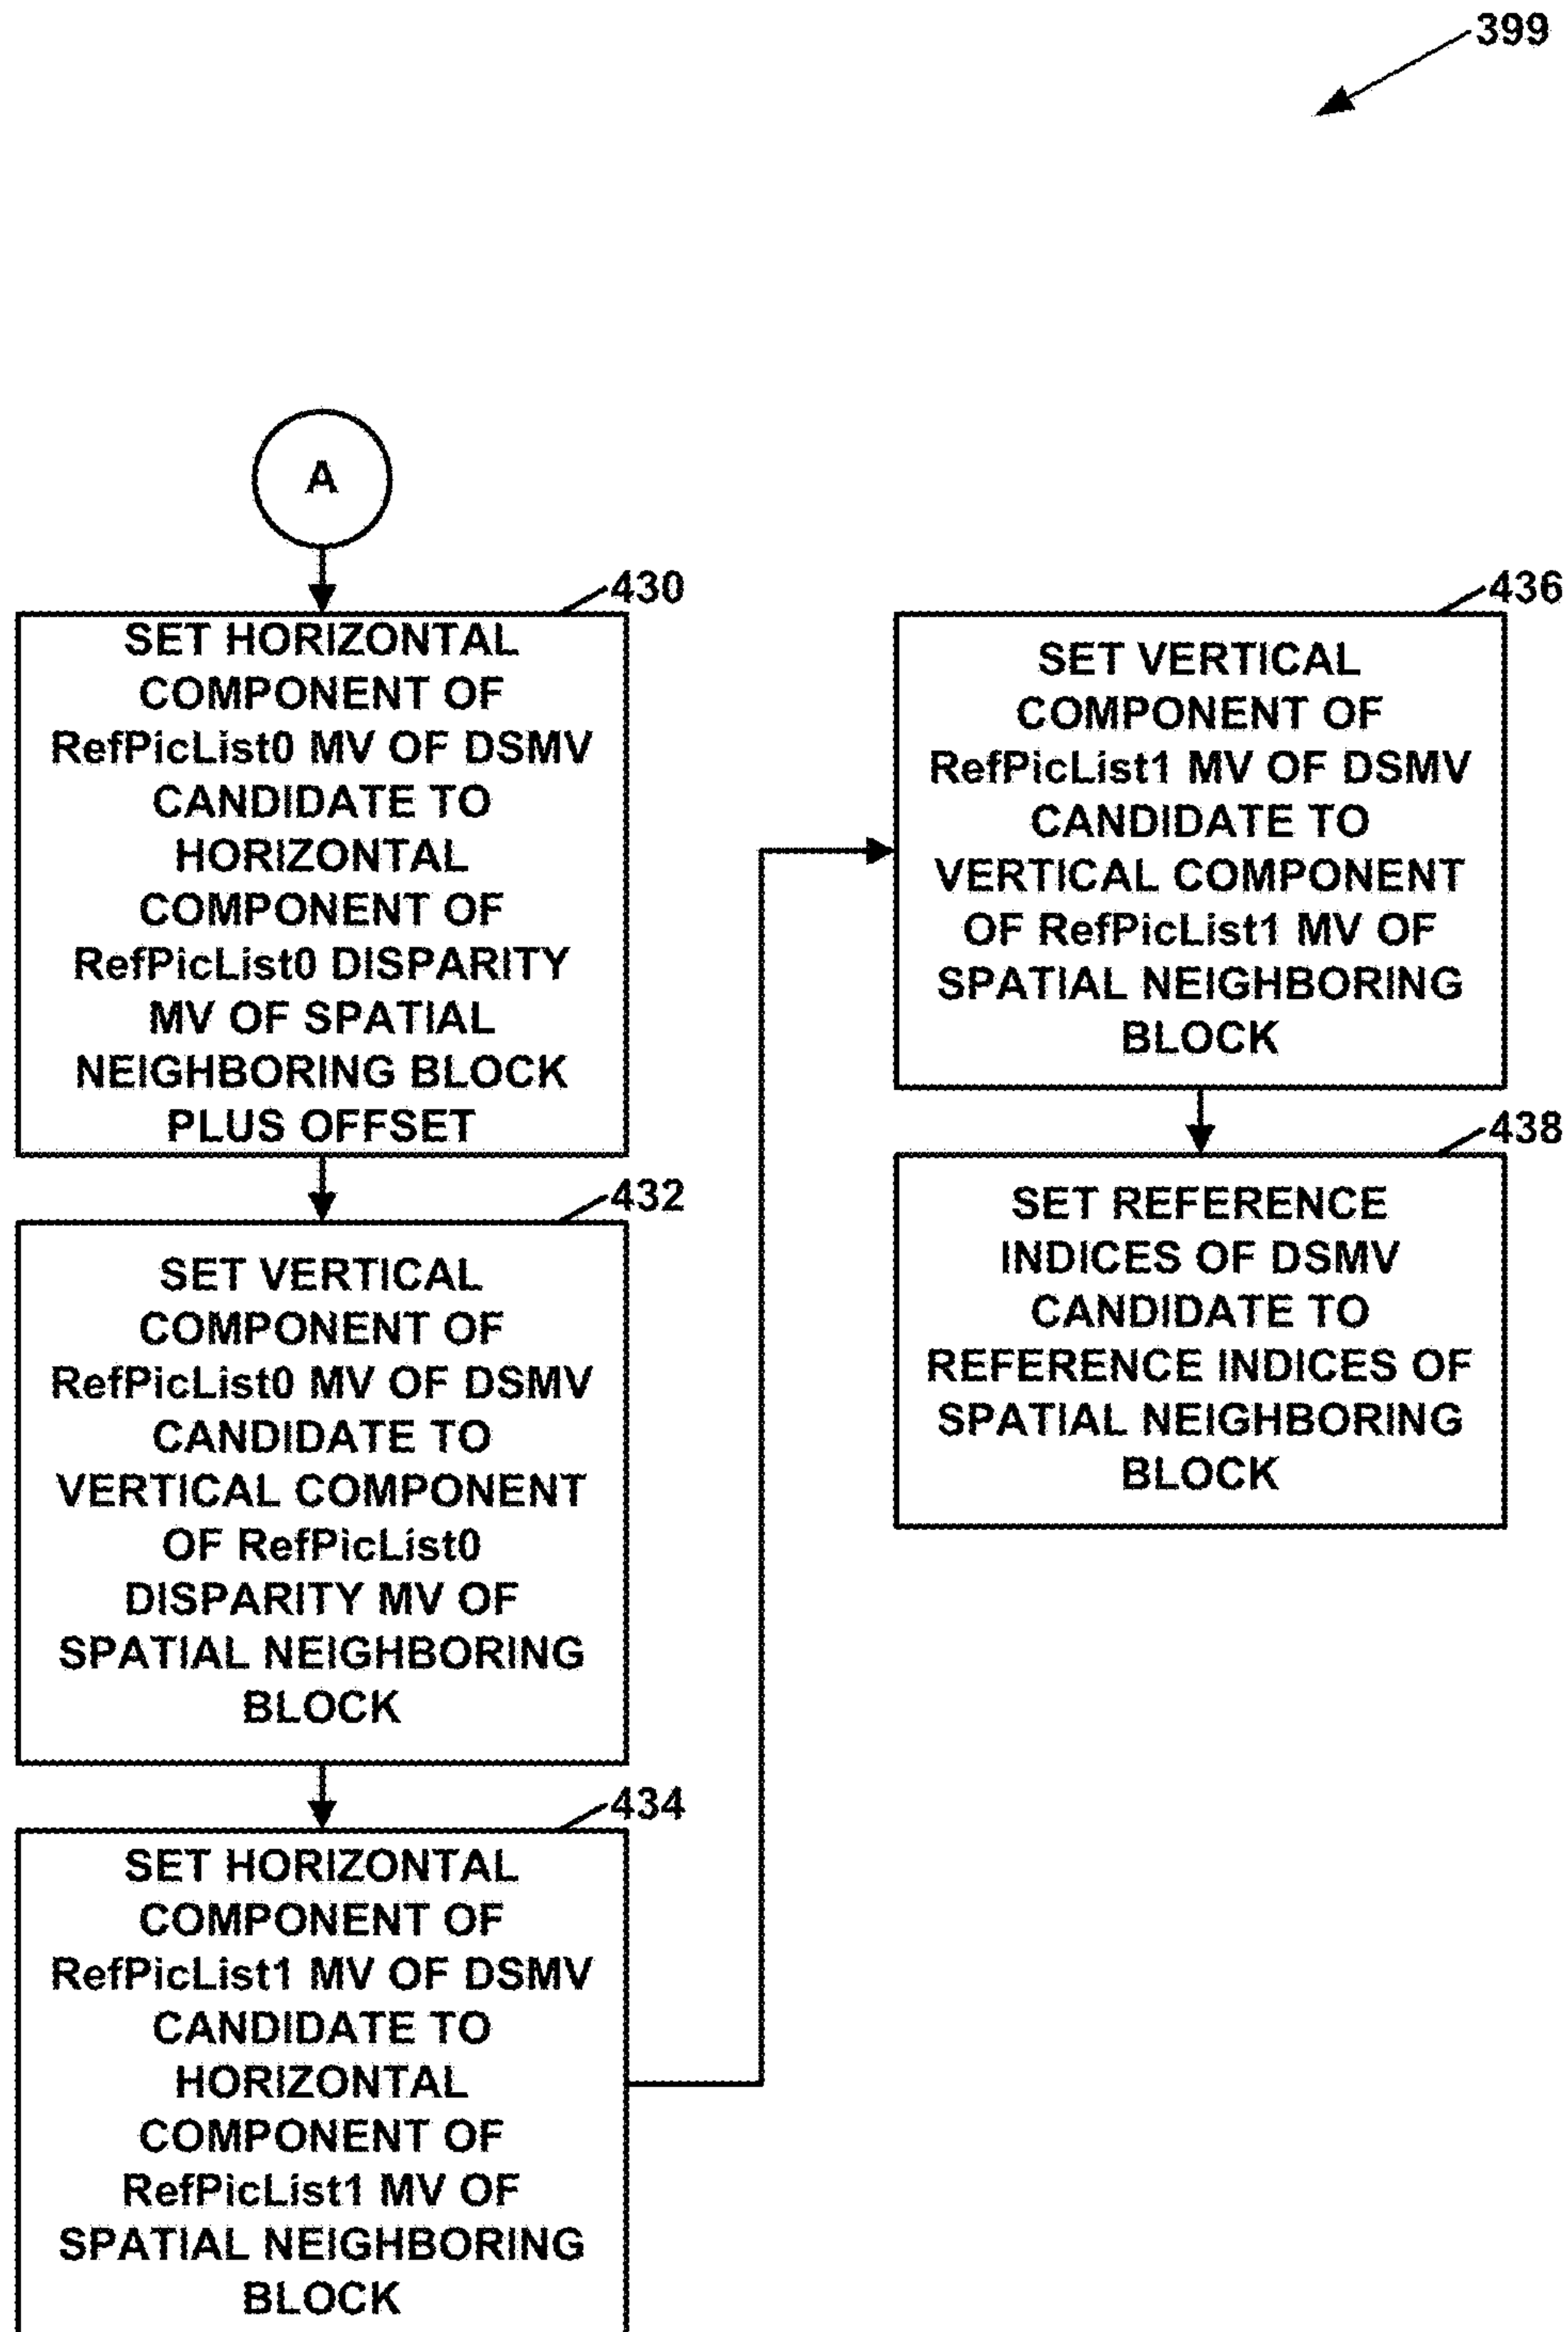 399
A
430
SET HORIZONTAL
COMPONENT OF
RefPicList0 MV OF DSMV
CANDIDATE TO
HORIZONTAL
COMPONENT OF
RefPicList0 DISPARITY
MV OF SPATIAL
NEIGHBORING BLOCK
PLUS OFFSET
432
SET VERTICAL
COMPONENT OF
RefPicList0 MV OF DSMV
CANDIDATE TO
VERTICAL COMPONENT
OF RefPicList0
DISPARITY MV OF
SPATIAL NEIGHBORING
BLOCK
434
SET HORIZONTAL
COMPONENT OF
RefPicList1 MV OF DSMV
CANDIDATE TO
HORIZONTAL
COMPONENT OF
RefPicList1 MV OF
SPATIAL NEIGHBORING
BLOCK
436
SET VERTICAL
COMPONENT OF
RefPicList1 MV OF DSMV
CANDIDATE TO
VERTICAL COMPONENT
OF RefPicList1 MV OF
SPATIAL NEIGHBORING
BLOCK
438
SET REFERENCE
INDICES OF DSMV
CANDIDATE TO
REFERENCE INDICES OF
SPATIAL NEIGHBORING
BLOCK